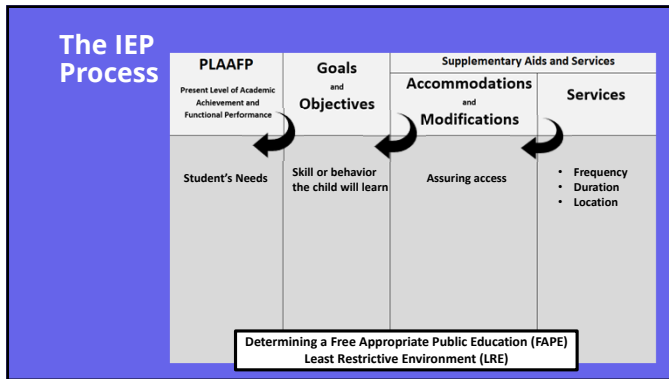 The IEP
Process
PLAAFP
Present Level of Academic
Achievement and
Functional Performance
Goals
and
Objectives
Supplementary Aids and Services
Accommodations
and
Modifications
Services
Student's Needs
Skill or behavior
the child will learn
Assuring access
• Frequency
• Duration
• Location
Determining a Free Appropriate Public Education (FAPE)
Least Restrictive Environment (LRE)